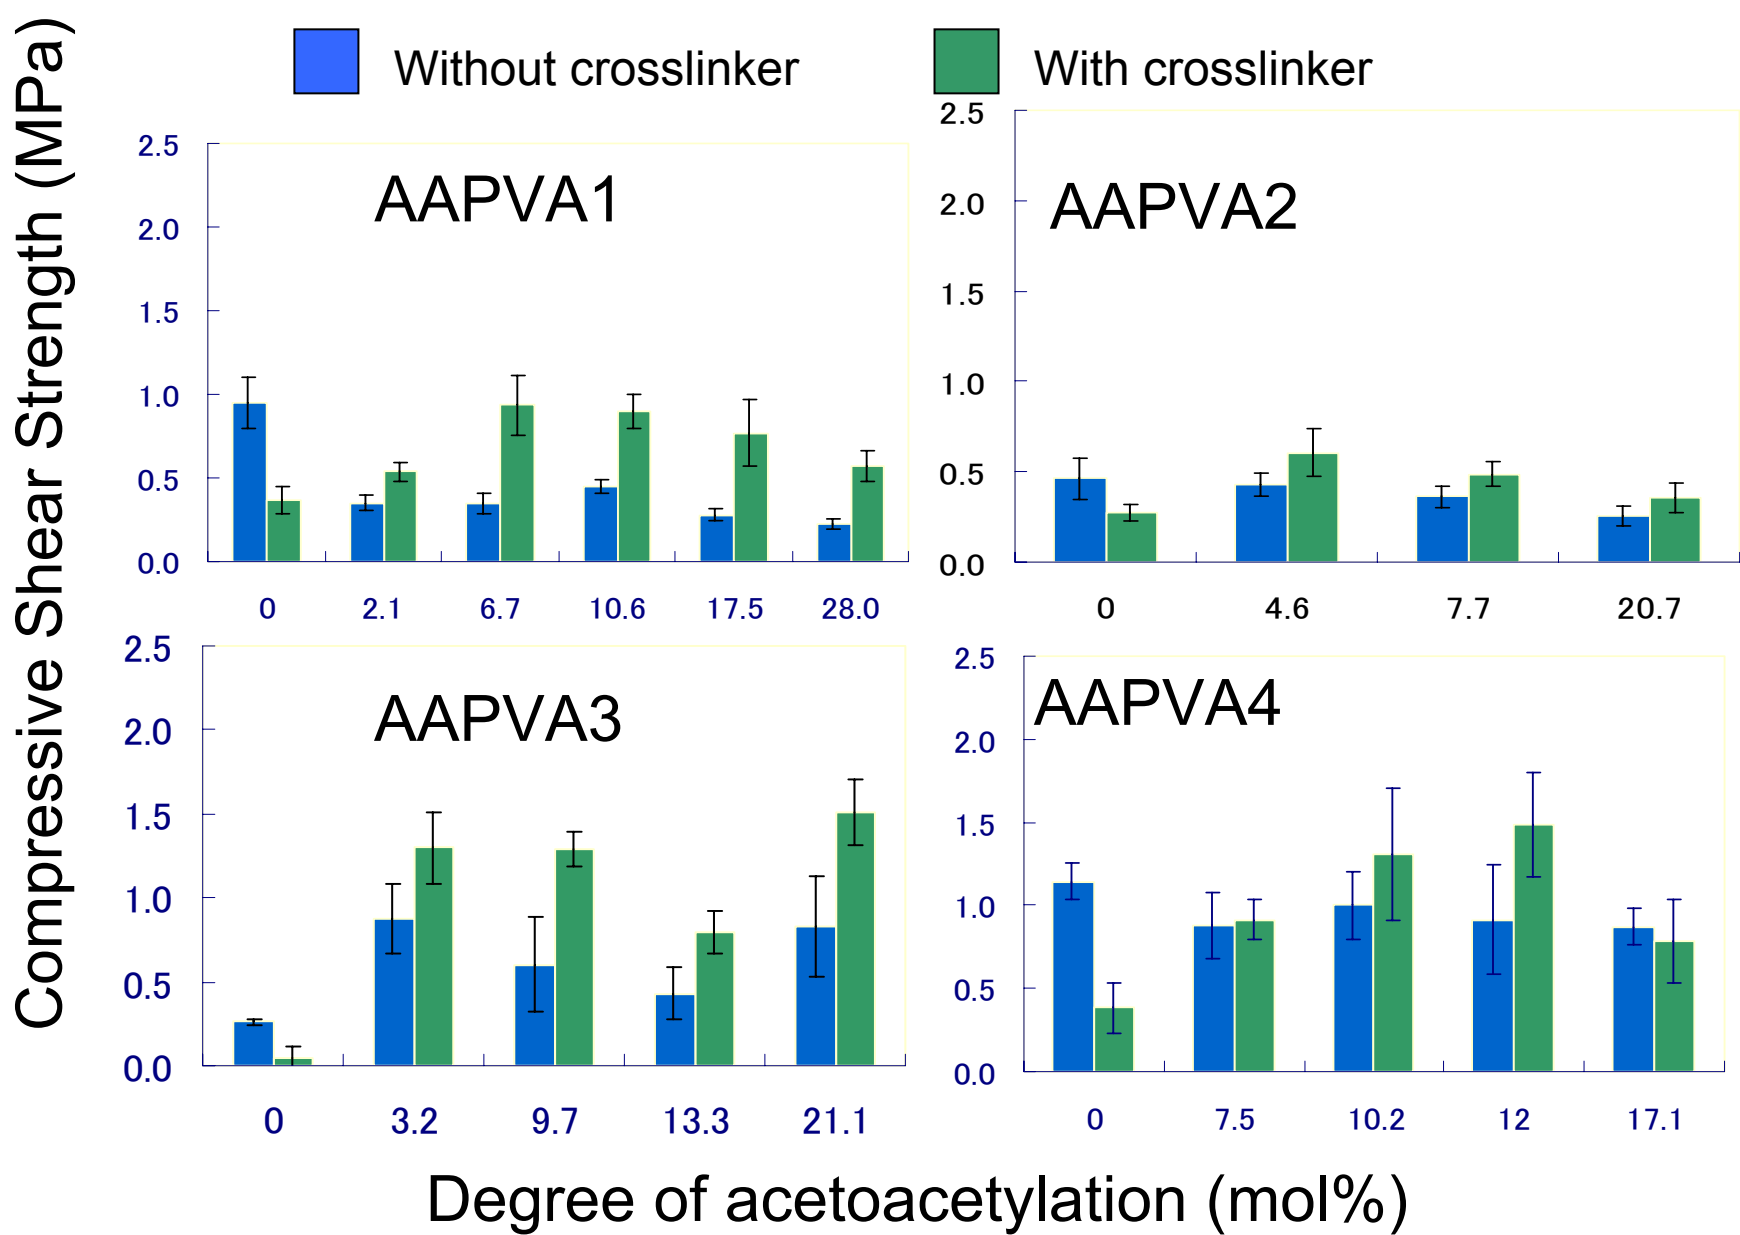 Without crosslinker
With crosslinker
Compressive Shear Strength (MPa)
AAPVA1
2.5
2.0
1.5
1.0
0.5
0.0
0 2.1 6.7 10.6 17.5 28.0
AAPVA2
2.5
2.0
1.5
1.0
0.5
0.0
0 4.6 7.7 20.7
AAPVA3
2.5
2.0
1.5
1.0
0.5
0.0
0 3.2 9.7 13.3 21.1
AAPVA4
2.5
2.0
1.5
1.0
0.5
0.0
0 7.5 10.2 12 17.1
Degree of acetoacetylation (mol%)